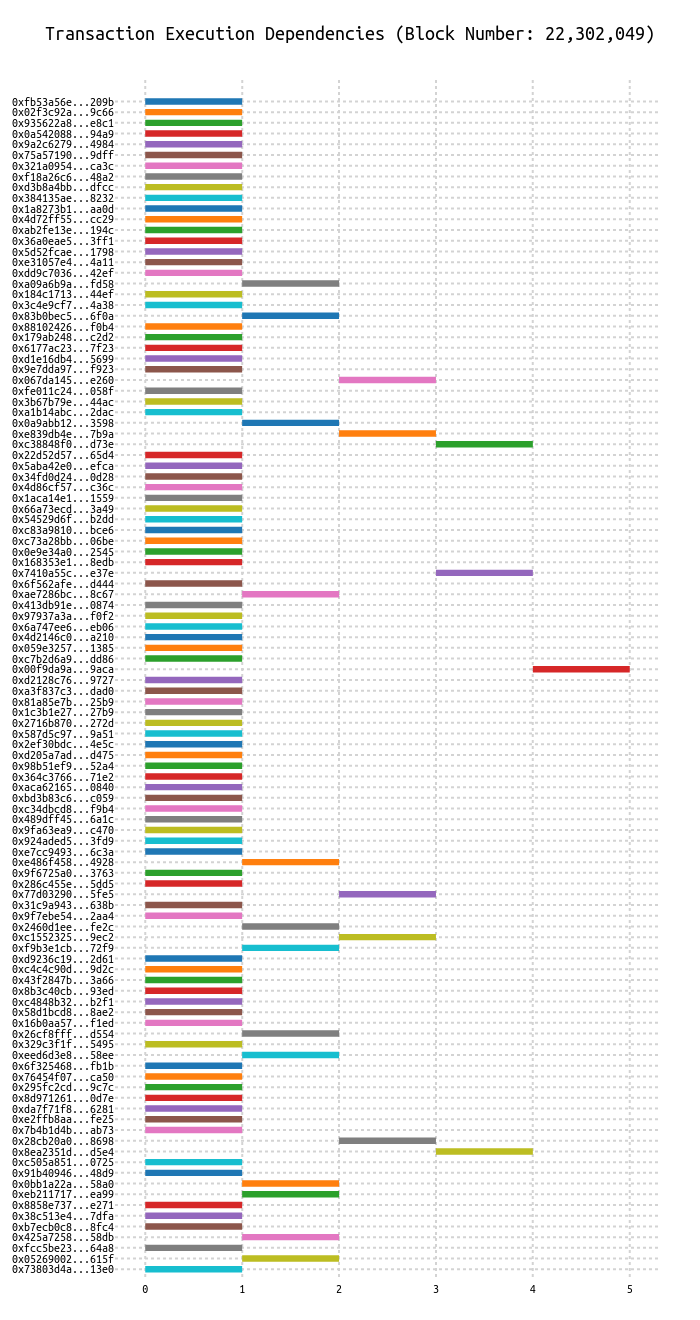 Transaction Execution Dependencies (Block Number: 22,302,049)
0xfb53a56e...209b
0x02f3c92a...9c66
0x935622a8...e8c1
0x0a542088...94a9
0x9a2c6279...4984
0x75a57190...9dff
0x321a0954...ca3c
0xf18a26c6...48a2
0xd3b8a4bb...dfcc
0x384135ae...8232
0x1a8273b1...aa0d
0x4d72ff55...cc29
0xab2fe13e...194c
0x36a0eae5...3ff1
0x5d52fcae...1798
0xe31057e4...4a11
0xdd9c7036...42ef
0xa09a6b9a...fd58
0x184c1713...44ef
0x3c4e9cf7...4a38
0x83b0bec5...6f0a
0x88102426...f0b4
0x179ab248...c2d2
0x6177ac23...7f23
0xd1e16db4...5699
0x9e7dda97...f923
0x067da145...e260
0xfe011c24...058f
0x3b67b79e...44ac
0xa1b14abc...2dac
0x0a9abb12...3598
0xe839db4e...7b9a
0xc38848f0...d73e
0x22d52d57...65d4
0x5aba42e0...efca
0x34fd0d24...0d28
0x4d86cf57...c36c
0x1aca14e1...1559
0x66a73ecd...3a49
0x54529d6f...b2dd
0xc83a9810...bce6
0xc73a28bb...06be
0x0e9e34a0...2545
0x168353e1...8edb
0x7410a55c...e37e
0x6f562afe...d444
0xae7286bc...8c67
0x413db91e...0874
0x97937a3a...f0f2
0x6a747ee6...eb06
0x4d2146c0...a210
0x059e3257...1385
0xc7b2d6a9...dd86
0x00f9da9a...9aca
0xd2128c76...9727
0xa3f837c3...dad0
0x81a85e7b...25b9
0x1c3b1e27...27b9
0x2716b870...272d
0x587d5c97...9a51
0x2ef30bdc...4e5c
0xd205a7ad...d475
0x98b51ef9...52a4
0x364c3766...71e2
0xaca62165...0840
0xbd3b83c6...c059
0xc34dbcd8...f9b4
0x489dff45...6a1c
0x9fa63ea9...c470
0x924aded5...3fd9
0xe7cc9493...6c3a
0xe486f458...4928
0x9f6725a0...3763
0x286c455e...5dd5
0x77d03290...5fe5
0x31c9a943...638b
0x9f7ebe54...2aa4
0x2460d1ee...fe2c
0xc1552325...9ec2
0xf9b3e1cb...72f9
0xd9236c19...2d61
0xc4c4c90d...9d2c
0x43f2847b...3a66
0x8b3c40cb...93ed
0xc4848b32...b2f1
0x58d1bcd8...8ae2
0x16b0aa57...f1ed
0x26cf8fff...d554
0x329c3f1f...5495
0xeed6d3e8...58ee
0x6f325468...fb1b
0x76454f07...ca50
0x295fc2cd...9c7c
0x8d971261...0d7e
0xda7f71f8...6281
0xe2ffb8aa...fe25
0x7b4b1d4b...ab73
0x28cb20a0...8698
0x8ea2351d...d5e4
0xc505a851...0725
0x91b40946...48d9
0x0bb1a22a...58a0
0xeb211717...ea99
0x8858e737...e271
0x38c513e4...7dfa
0xb7ecb0c8...8fc4
0x425a7258...58db
0xfcc5be23...64a8
0x05269002...615f
0x73803d4a...13e0
0 1 2 3 4 5